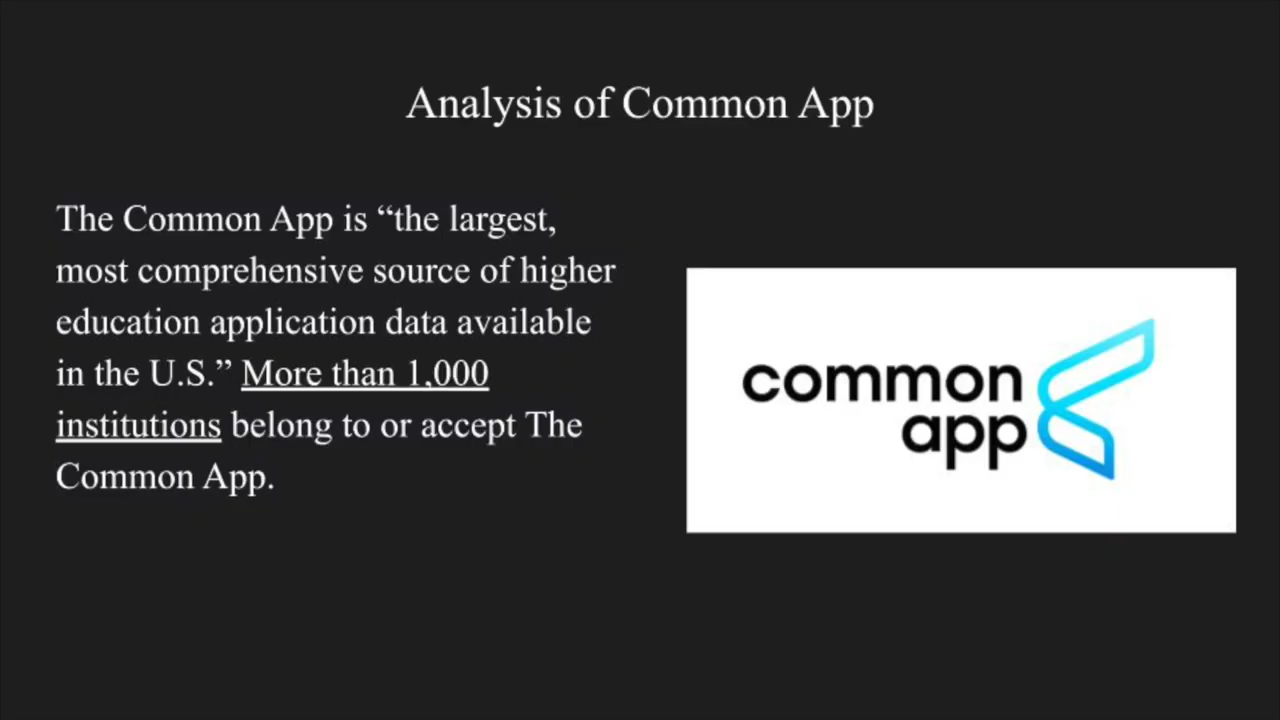 Analysis of Common App
The Common App is “the largest,
most comprehensive source of higher
education application data available
in the U.S.” More than 1,000
institutions belong to or accept The
Common App.
common
app